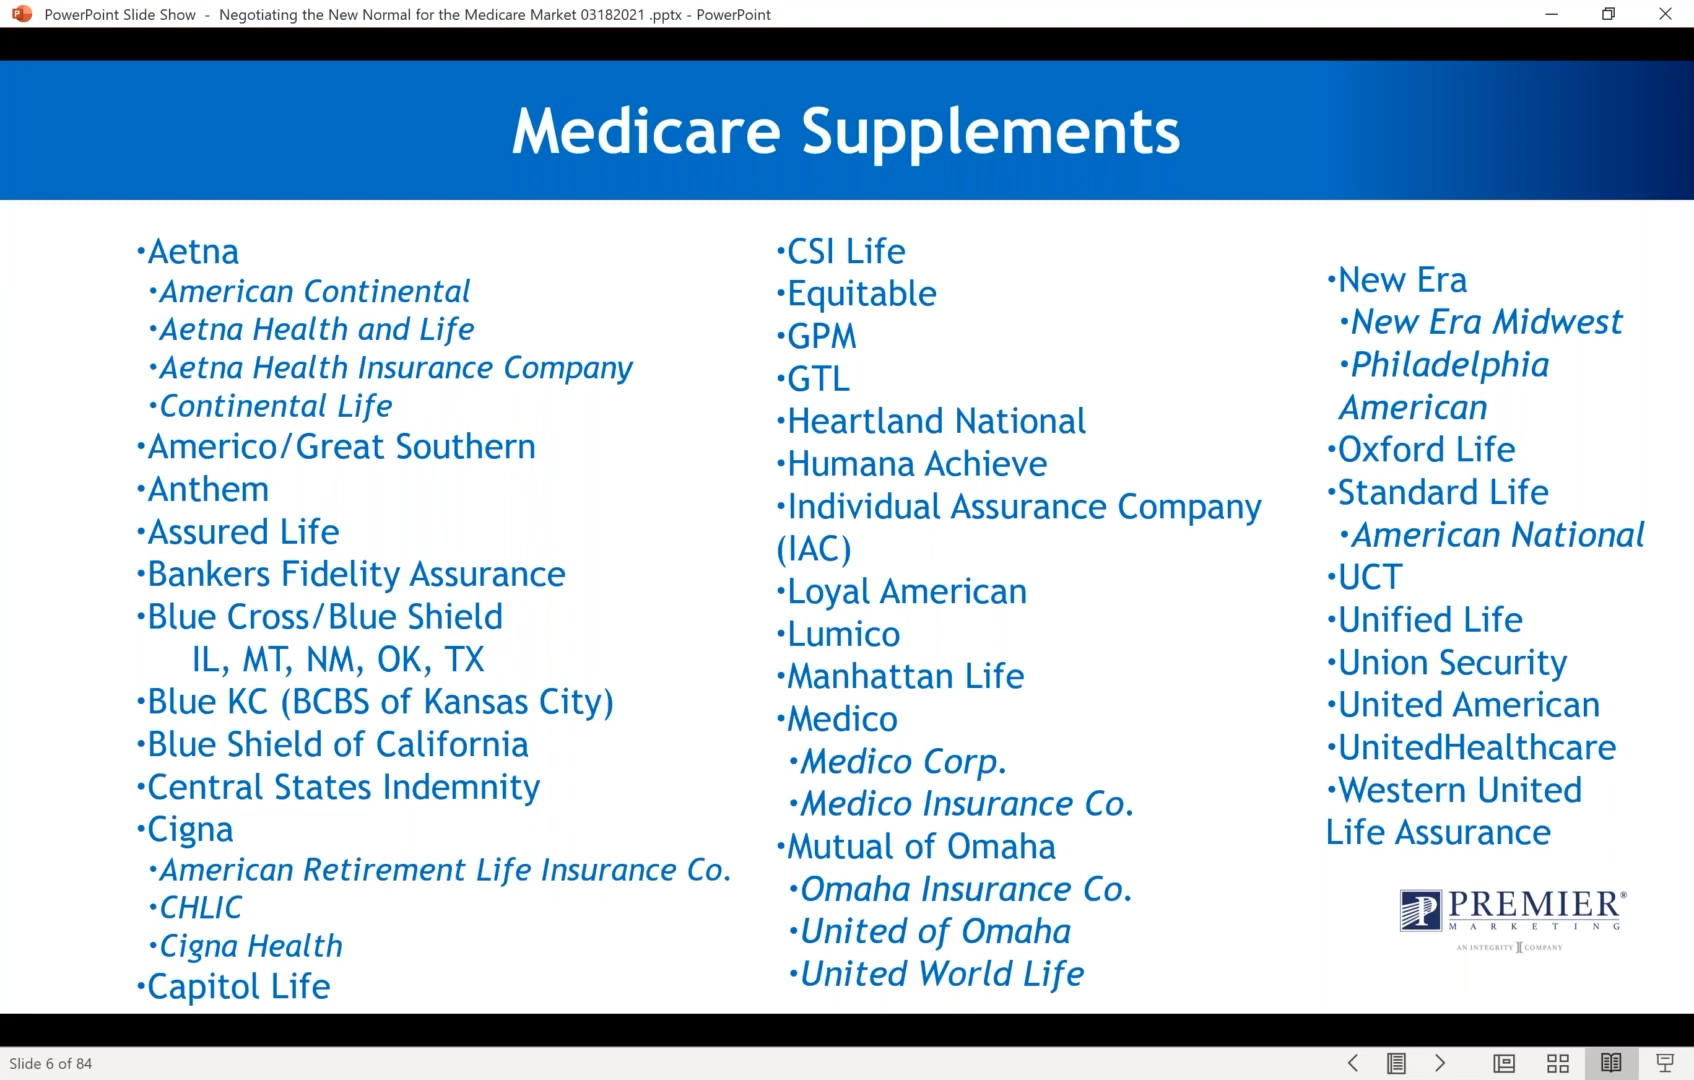 PowerPoint Slide Show - Negotiating the New Normal for the Medicare Market 03182021 .pptx - PowerPoint
Medicare Supplements
•Aetna
•American Continental
•Aetna Health and Life
•Aetna Health Insurance Company
•Continental Life
•Americo/Great Southern
•Anthem
•Assured Life
•Bankers Fidelity Assurance
•Blue Cross/Blue Shield
IL, MT, NM, OK, TX
•Blue KC (BCBS of Kansas City)
•Blue Shield of California
•Central States Indemnity
•Cigna
•American Retirement Life Insurance Co.
•CHLIC
•Cigna Health
•Capitol Life
•CSI Life
•Equitable
•GPM
•GTL
•Heartland National
•Humana Achieve
•Individual Assurance Company
(IAC)
•Loyal American
•Lumico
•Manhattan Life
•Medico
•Medico Corp.
•Medico Insurance Co.
•Mutual of Omaha
•Omaha Insurance Co.
•United of Omaha
•United World Life
•New Era
•New Era Midwest
•Philadelphia
American
•Oxford Life
•Standard Life
•American National
•UCT
•Unified Life
•Union Security
•United American
•UnitedHealthcare
•Western United
Life Assurance
PREMIER®
MARKETING
AN INTEGRITY COMPANY
Slide 6 of 84